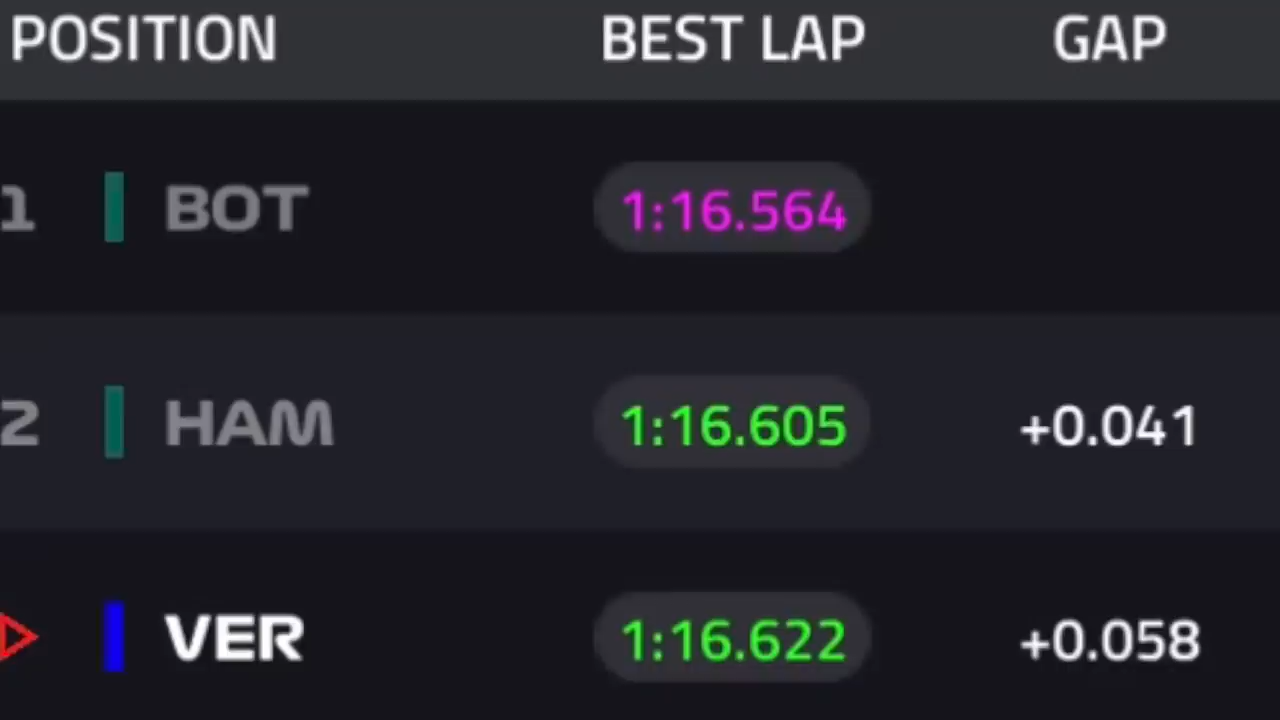 POSITION BEST LAP GAP
1 BOT 1:16.564
2 HAM 1:16.605 +0.041
VER 1:16.622 +0.058